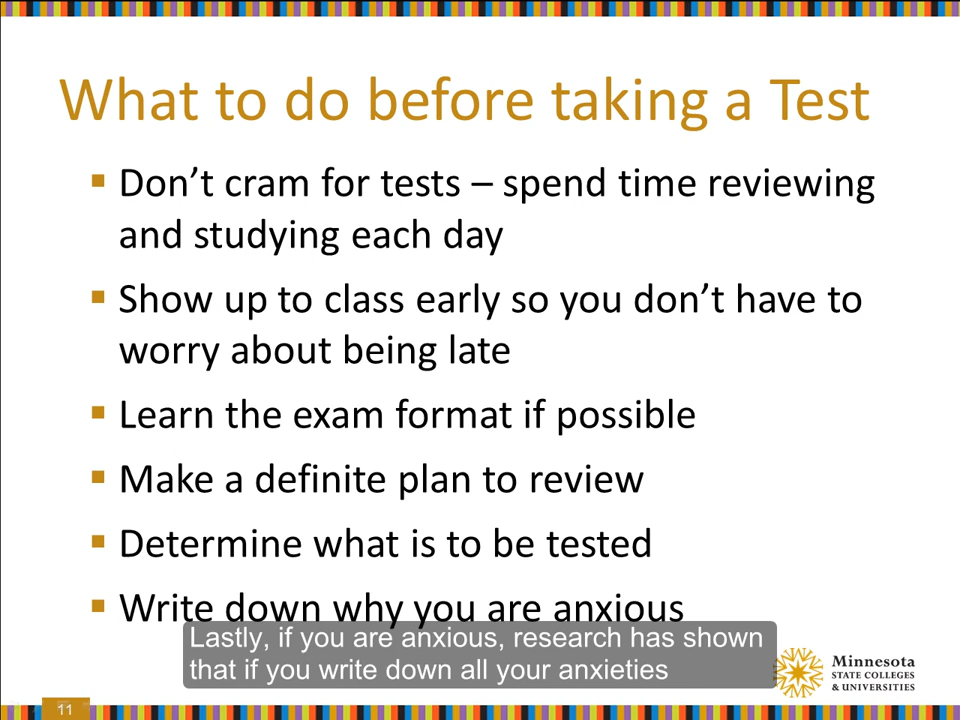 What to do before taking a Test
▪ Don’t cram for tests – spend time reviewing
and studying each day
▪ Show up to class early so you don’t have to
worry about being late
▪ Learn the exam format if possible
▪ Make a definite plan to review
▪ Determine what is to be tested
▪ Write down why you are anxious
Lastly, if you are anxious, research has shown
that if you write down all your anxieties
Minnesota
STATE COLLEGES
& UNIVERSITIES
11